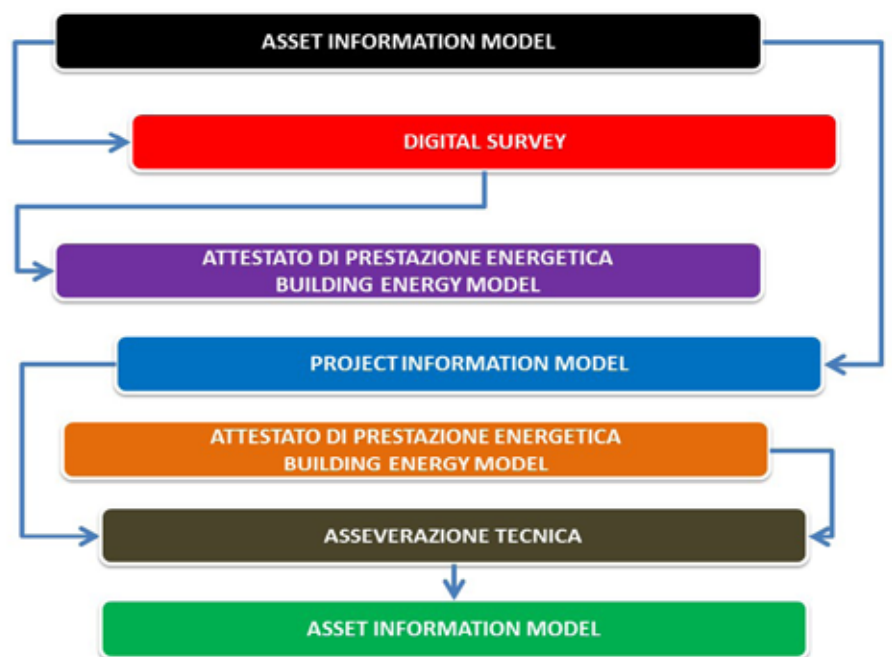 ASSET INFORMATION MODEL
DIGITAL SURVEY
ATTESTATO DI PRESTAZIONE ENERGETICA
BUILDING ENERGY MODEL
PROJECT INFORMATION MODEL
ATTESTATO DI PRESTAZIONE ENERGETICA
BUILDING ENERGY MODEL
ASSEVERAZIONE TECNICA
ASSET INFORMATION MODEL